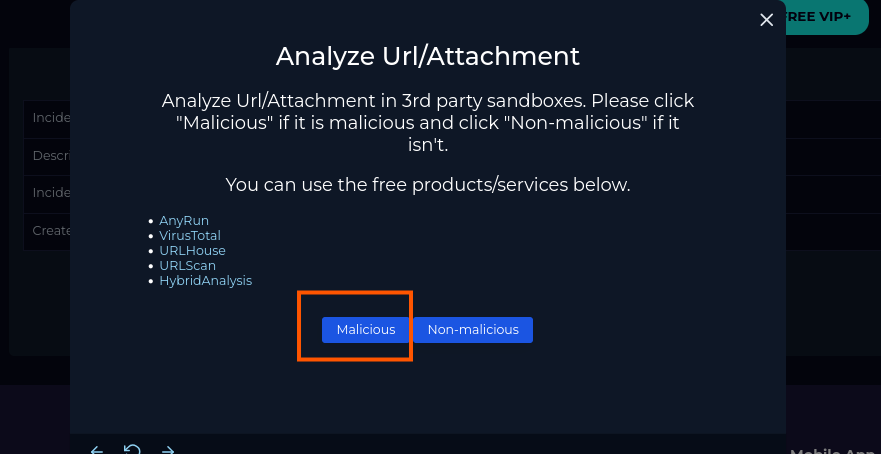 FREE VIP+
Analyze Url/Attachment
Analyze Url/Attachment in 3rd party sandboxes. Please click
"Malicious" if it is malicious and click "Non-malicious" if it
isn't.
You can use the free products/services below.
AnyRun
VirusTotal
URLHouse
URLScan
HybridAnalysis
Malicious
Non-malicious
Incide
Descri
Incide
Create
Mobile App